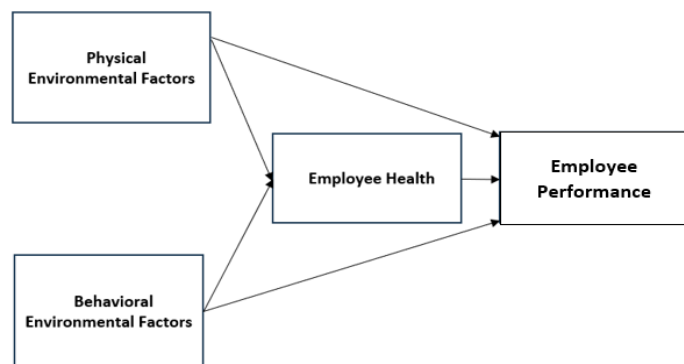 Physical
Environmental Factors
Employee Health
Employee
Performance
Behavioral
Environmental Factors